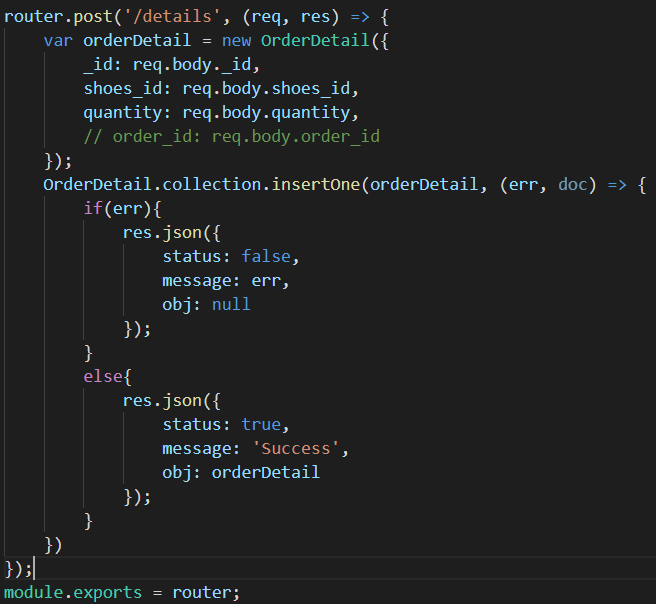 router.post('/details', (req, res) => {
    var orderDetail = new OrderDetail({
        _id: req.body._id,
        shoes_id: req.body.shoes_id,
        quantity: req.body.quantity,
        // order_id: req.body.order_id
    });
    OrderDetail.collection.insertOne(orderDetail, (err, doc) => {
        if(err){
            res.json({
                status: false,
                message: err,
                obj: null
            });
        }
        else{
            res.json({
                status: true,
                message: 'Success',
                obj: orderDetail
            });
        }
    })
});
module.exports = router;